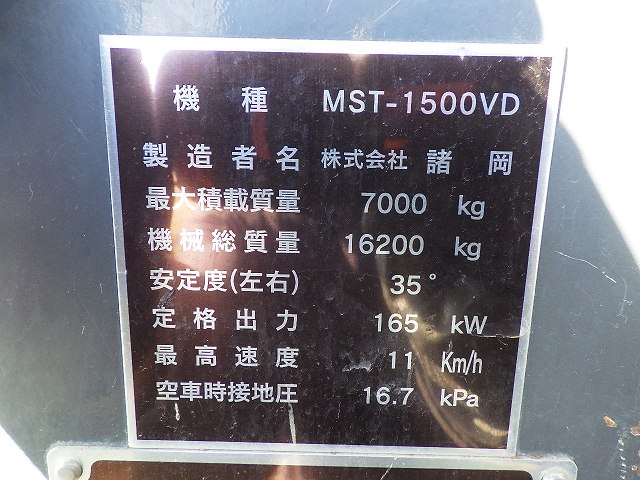 機種 MST-1500VD
製造者名 株式会社 諸岡
最大積載質量 7000 kg
機械総質量 16200 kg
安定度(左右) 35°
定格出力 165 kW
最高速度 11 Km/h
空車時接地圧 16.7 kPa